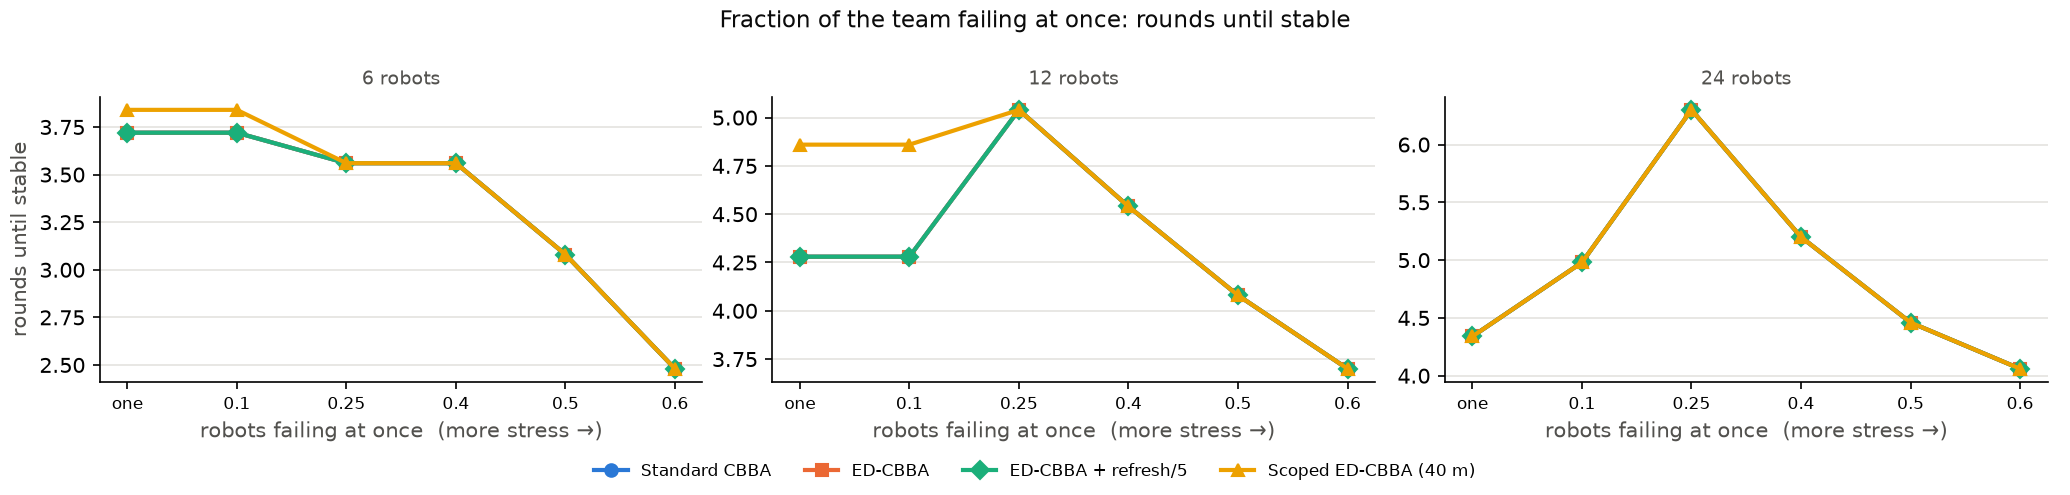 Fraction of the team failing at once: rounds until stable
6 robots
12 robots
24 robots
rounds until stable
3.75
3.50
3.25
3.00
2.75
2.50
one 0.1 0.25 0.4 0.5 0.6
robots failing at once (more stress →)
5.00
4.75
4.50
4.25
4.00
3.75
one 0.1 0.25 0.4 0.5 0.6
robots failing at once (more stress →)
6.0
5.5
5.0
4.5
4.0
one 0.1 0.25 0.4 0.5 0.6
robots failing at once (more stress →)
Standard CBBA ED-CBBA ED-CBBA + refresh/5 Scoped ED-CBBA (40 m)